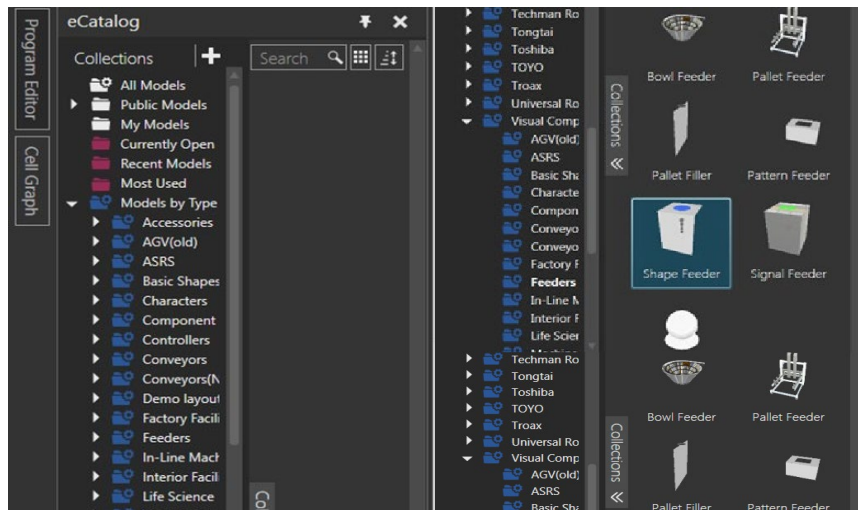 Program Editor
Cell Graph
eCatalog
Collections
Search
All Models
Public Models
My Models
Currently Open
Recent Models
Most Used
Models by Type
Accessories
AGV(old)
ASRS
Basic Shapes
Characters
Component
Controllers
Conveyors
Conveyors(N
Demo layout
Factory Facili
Feeders
In-Line Mach
Interior Facil
Life Science
Co
Techman Ro
Tongtai
Toshiba
TOYO
Troax
Universal Ro
Visual Comp
AGV(old)
ASRS
Basic Sha
Characte
Compon
Conveyo
Conveyo
Factory F
Feeders
In-Line M
Interior F
Life Scien
Techman Ro
Tongtai
Toshiba
TOYO
Troax
Universal Ro
Visual Comp
AGV(old)
ASRS
Basic Sha
Collections
Collections
Bowl Feeder
Pallet Feeder
Pallet Filler
Pattern Feeder
Shape Feeder
Signal Feeder
Bowl Feeder
Pallet Feeder
Pallet Filler
Pattern Feeder